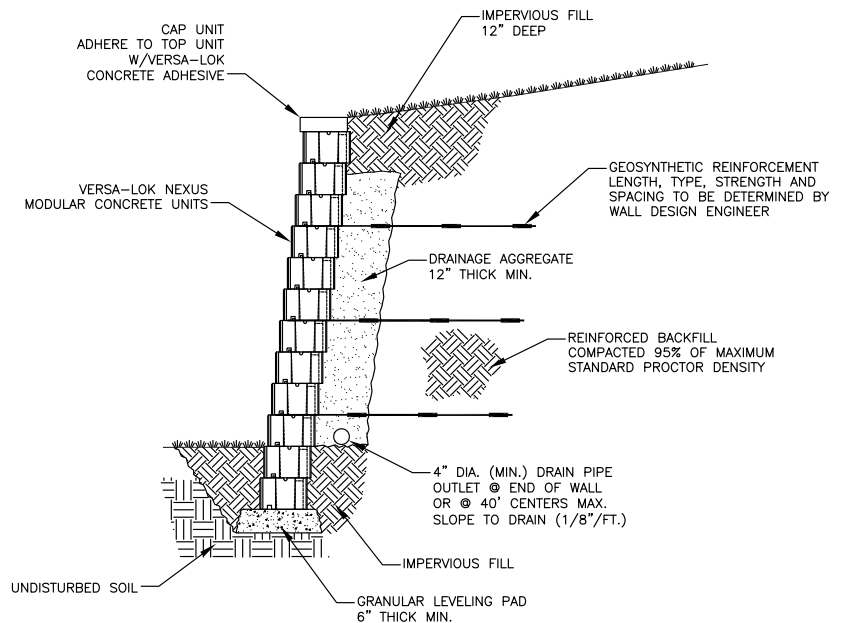 CAP UNIT
ADHERE TO TOP UNIT
W/VERSA-LOK
CONCRETE ADHESIVE
IMPERVIOUS FILL
12" DEEP
VERSA-LOK NEXUS
MODULAR CONCRETE UNITS
GEOSYNTHETIC REINFORCEMENT
LENGTH, TYPE, STRENGTH AND
SPACING TO BE DETERMINED BY
WALL DESIGN ENGINEER
DRAINAGE AGGREGATE
12" THICK MIN.
REINFORCED BACKFILL
COMPACTED 95% OF MAXIMUM
STANDARD PROCTOR DENSITY
4" DIA. (MIN.) DRAIN PIPE
OUTLET @ END OF WALL
OR @ 40' CENTERS MAX.
SLOPE TO DRAIN (1/8"/FT.)
IMPERVIOUS FILL
UNDISTURBED SOIL
GRANULAR LEVELING PAD
6" THICK MIN.